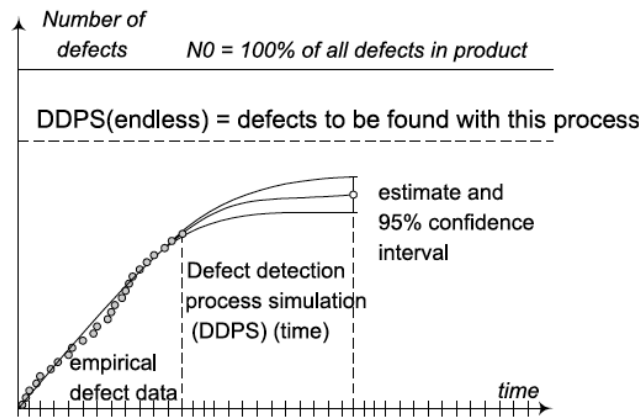 Number of
defects
N0 = 100% of all defects in product
DDPS(endless) = defects to be found with this process
estimate and
95% confidence
interval
Defect detection
process simulation
(DDPS) (time)
empirical
defect data
time